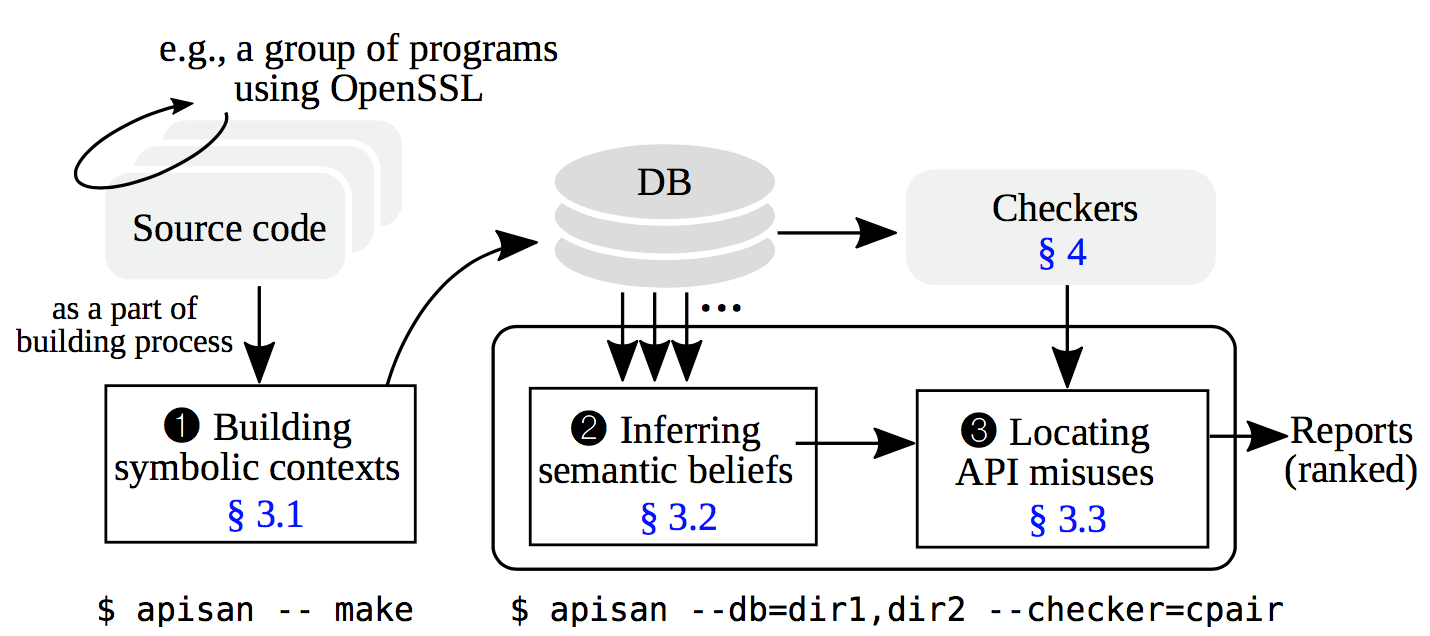 e.g., a group of programs
using OpenSSL
Source code
DB
Checkers
§ 4
as a part of
building process
...
❶ Building
symbolic contexts
§ 3.1
❷ Inferring
semantic beliefs
§ 3.2
❸ Locating
API misuses
§ 3.3
Reports
(ranked)
$ apisan -- make
$ apisan --db=dir1,dir2 --checker=cpair